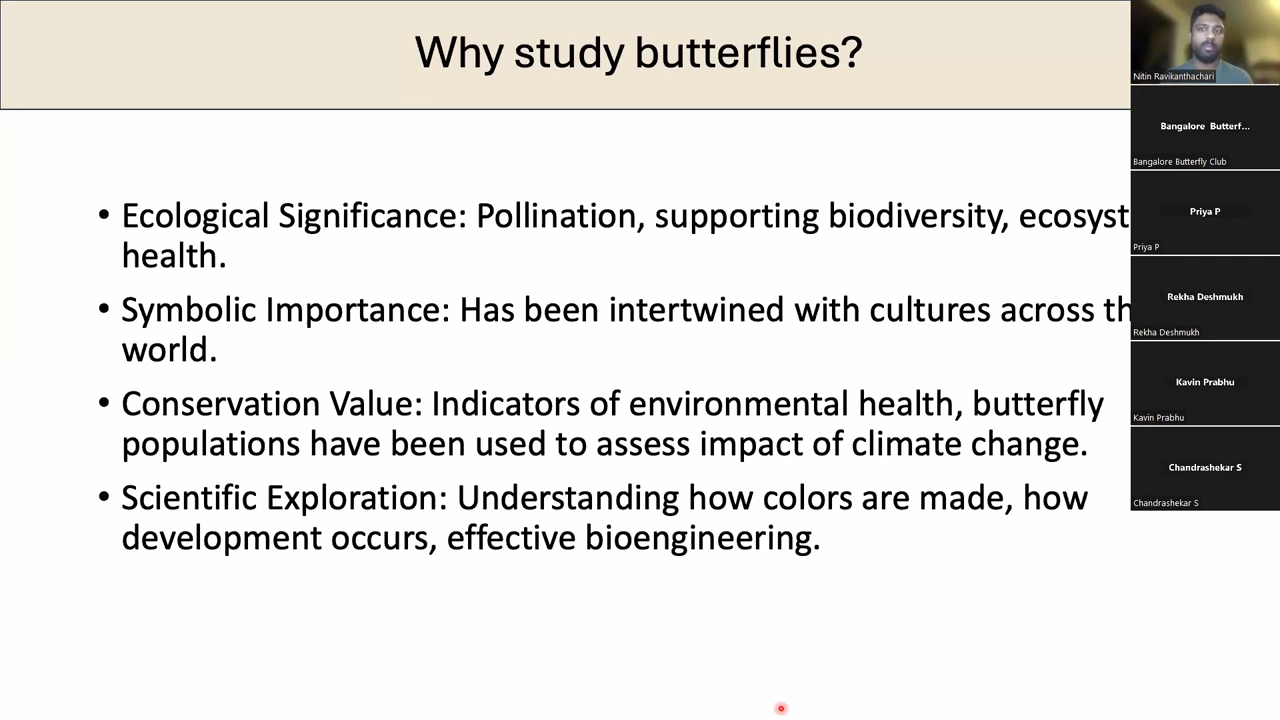 Why study butterflies?
• Ecological Significance: Pollination, supporting biodiversity, ecosyst
health.
• Symbolic Importance: Has been intertwined with cultures across th
world.
• Conservation Value: Indicators of environmental health, butterfly
populations have been used to assess impact of climate change.
• Scientific Exploration: Understanding how colors are made, how
development occurs, effective bioengineering.
Nitin Ravikanthachari
Bangalore Butterf...
Bangalore Butterfly Club
Priya P
Priya P
Rekha Deshmukh
Rekha Deshmukh
Kavin Prabhu
Kavin Prabhu
Chandrashekar S
Chandrashekar S